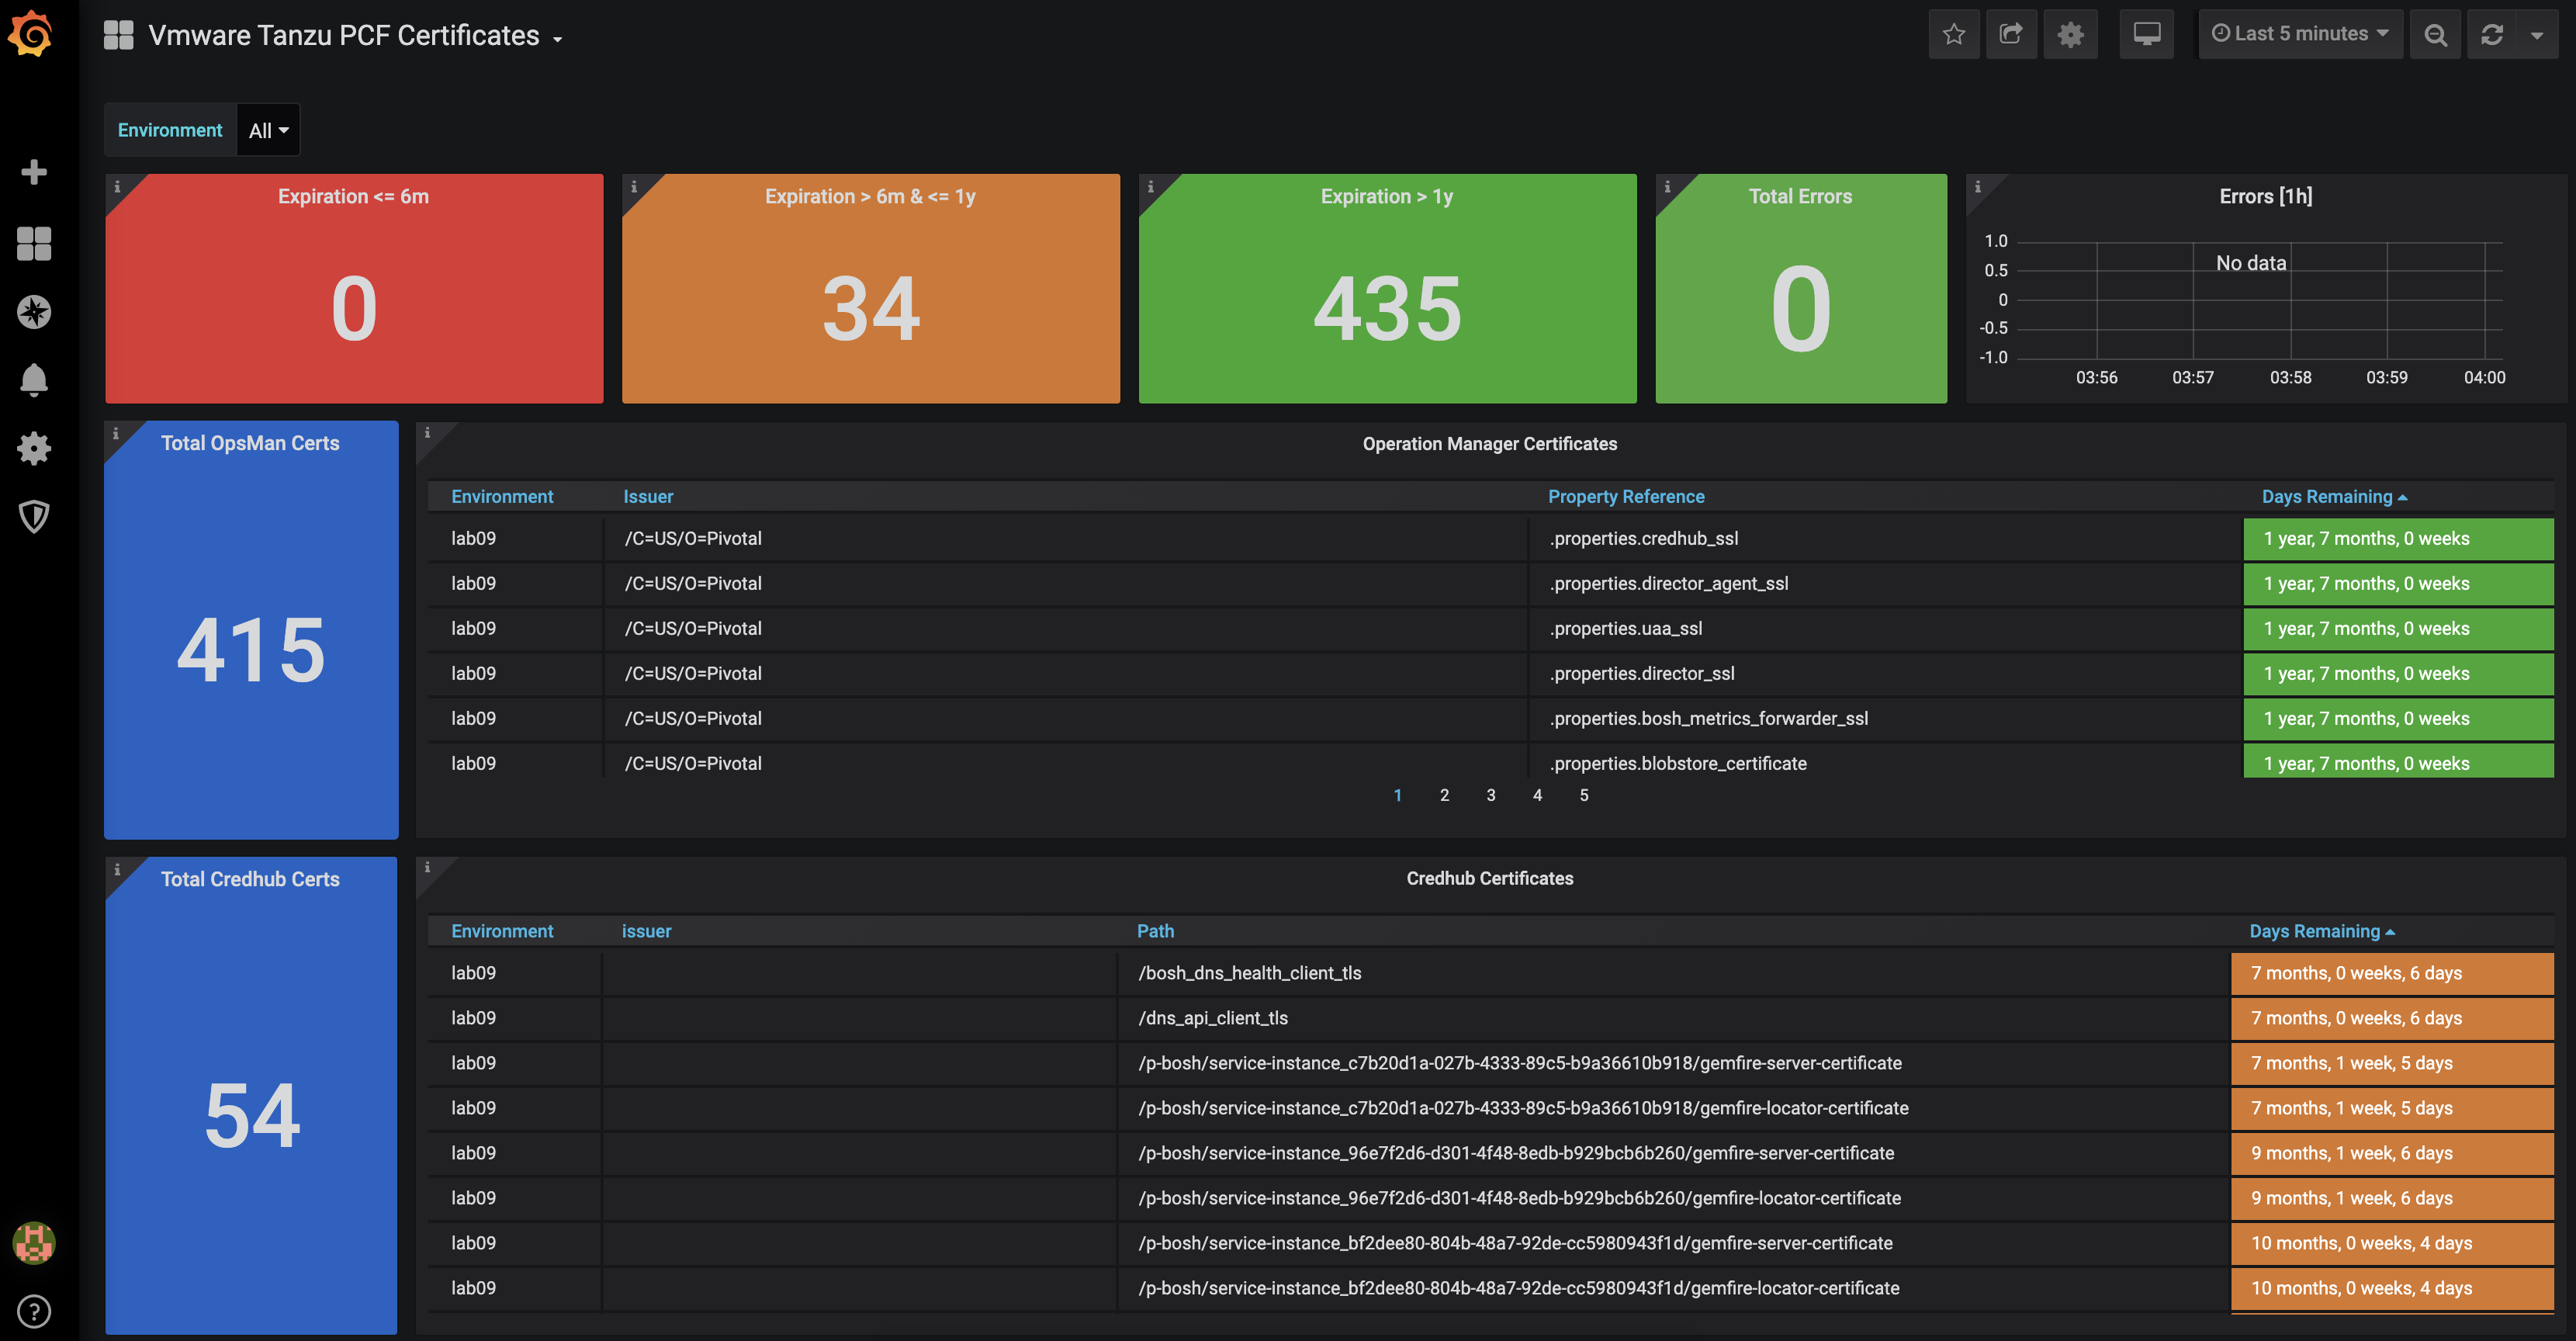 Vmware Tanzu PCF Certificates
Last 5 minutes
Environment All
Expiration <= 6m
0
Expiration > 6m & <= 1y
34
Expiration > 1y
435
Total Errors
0
Errors [1h]
1.0
0.5
0
-0.5
-1.0
No data
03:56 03:57 03:58 03:59 04:00
Total OpsMan Certs
415
Operation Manager Certificates
Environment Issuer Property Reference Days Remaining
lab09 /C=US/O=Pivotal .properties.credhub_ssl 1 year, 7 months, 0 weeks
lab09 /C=US/O=Pivotal .properties.director_agent_ssl 1 year, 7 months, 0 weeks
lab09 /C=US/O=Pivotal .properties.uaa_ssl 1 year, 7 months, 0 weeks
lab09 /C=US/O=Pivotal .properties.director_ssl 1 year, 7 months, 0 weeks
lab09 /C=US/O=Pivotal .properties.bosh_metrics_forwarder_ssl 1 year, 7 months, 0 weeks
lab09 /C=US/O=Pivotal .properties.blobstore_certificate 1 year, 7 months, 0 weeks
1 2 3 4 5
Total Credhub Certs
54
Credhub Certificates
Environment issuer Path Days Remaining
lab09 /bosh_dns_health_client_tls 7 months, 0 weeks, 6 days
lab09 /dns_api_client_tls 7 months, 0 weeks, 6 days
lab09 /p-bosh/service-instance_c7b20d1a-027b-4333-89c5-b9a36610b918/gemfire-server-certificate 7 months, 1 week, 5 days
lab09 /p-bosh/service-instance_c7b20d1a-027b-4333-89c5-b9a36610b918/gemfire-locator-certificate 7 months, 1 week, 5 days
lab09 /p-bosh/service-instance_96e7f2d6-d301-4f48-8edb-b929bcb6b260/gemfire-server-certificate 9 months, 1 week, 6 days
lab09 /p-bosh/service-instance_96e7f2d6-d301-4f48-8edb-b929bcb6b260/gemfire-locator-certificate 9 months, 1 week, 6 days
lab09 /p-bosh/service-instance_bf2dee80-804b-48a7-92de-cc5980943f1d/gemfire-server-certificate 10 months, 0 weeks, 4 days
lab09 /p-bosh/service-instance_bf2dee80-804b-48a7-92de-cc5980943f1d/gemfire-locator-certificate 10 months, 0 weeks, 4 days